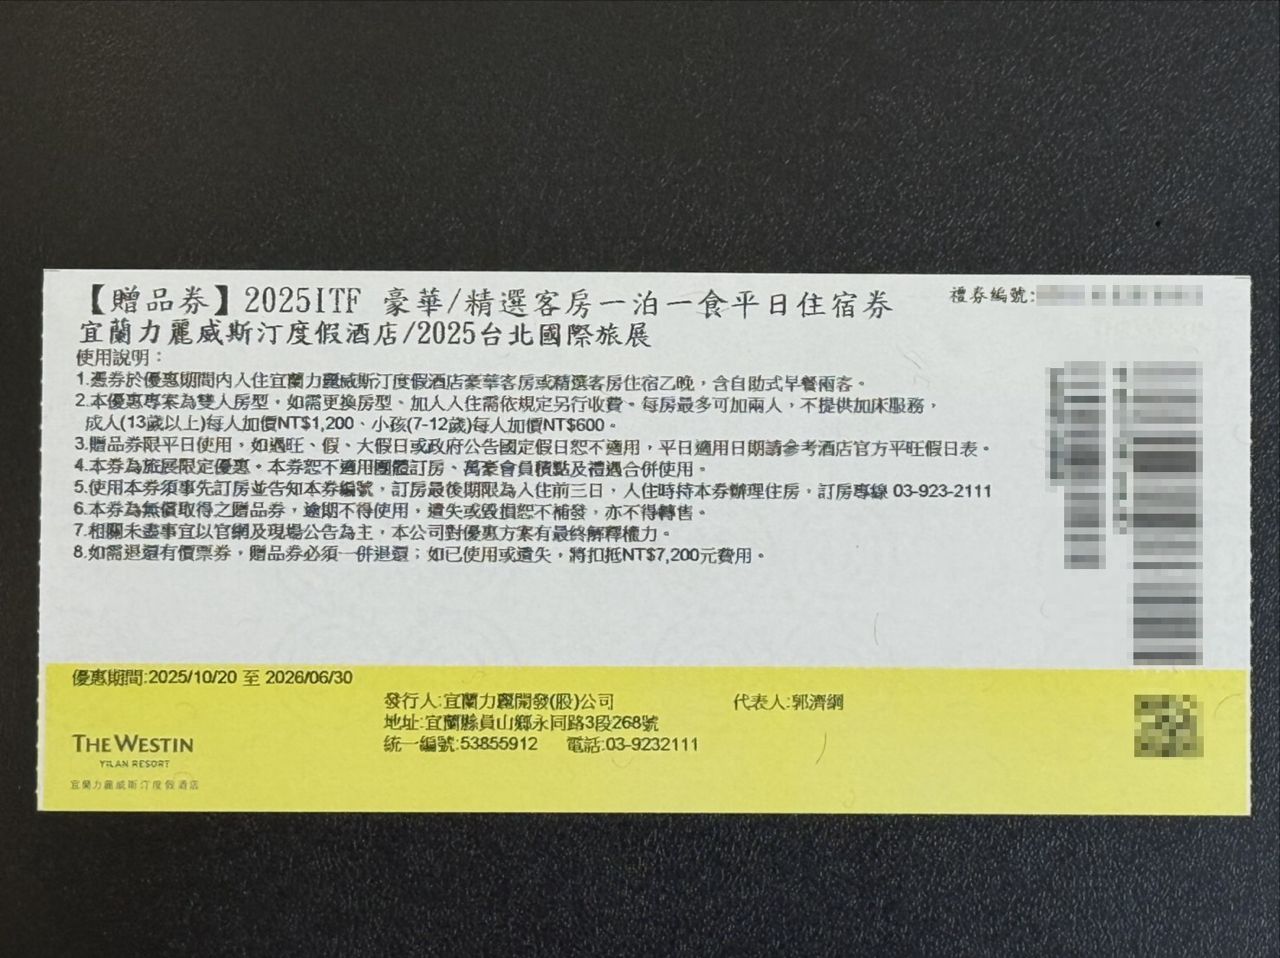 【贈品券】2025ITF 豪華/精選客房一泊一食平日住宿券
禮券編號:
宜蘭力麗威斯汀度假酒店/2025台北國際旅展
使用說明：
1.憑券於優惠期間內入住宜蘭力麗威斯汀度假酒店豪華客房或精選客房住宿乙晚，含自助式早餐兩客。
2.本優惠專案為雙人房型，如需更換房型、加人入住需依規定另行收費。每房最多可加兩人，不提供加床服務，
成人(13歲以上)每人加價NT$1,200、小孩(7-12歲)每人加價NT$600。
3.贈品券限平日使用，如遇旺、假、大假日或政府公告國定假日恕不適用，平日適用日期請參考酒店官方平旺假日表。
4.本券為旅展限定優惠。本券恕不適用團體訂房、萬豪會員積點及禮遇合併使用。
5.使用本券須事先訂房並告知本券編號，訂房最後期限為入住前三日，入住時持本券辦理住房，訂房專線 03-923-2111
6.本券為無償取得之贈品券，逾期不得使用，遺失或毀損恕不補發，亦不得轉售。
7.相關未盡事宜以官網及現場公告為主，本公司對優惠方案有最終解釋權力。
8.如需退還有價票券，贈品券必須一併退還；如已使用或遺失，將扣抵NT$7,200元費用。
優惠期間:2025/10/20 至 2026/06/30
發行人:宜蘭力麗開發(股)公司
代表人:郭濟綱
地址:宜蘭縣員山鄉永同路3段268號
統一編號:53855912 電話:03-9232111
THE WESTIN
YILAN RESORT
宜蘭力麗威斯汀度假酒店